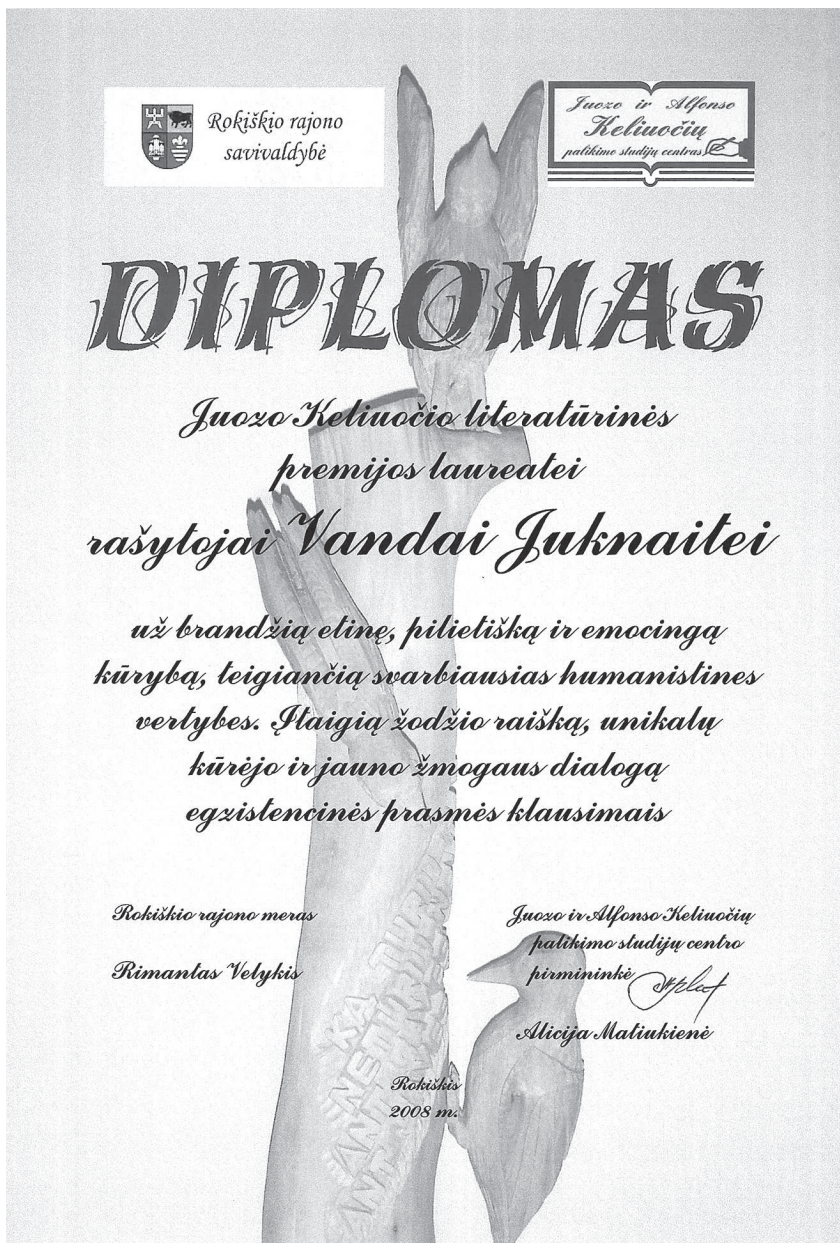 Rokiškio rajono
savivaldybė
Juozo ir Alfonso
Keliuočių
palikimo studijų centras
DIPLOMAS
Juozo Keliuočio literatūrinės
premijos laureatei
rašytojai Vandai Juknaitei
už brandžią etinę, pilietišką ir emocingą
kūrybą, teigiančią svarbiausias humanistines
vertybes. Įtaigią žodžio raišką, unikalų
kūrėjo ir jauno žmogaus dialogą
egzistencinės prasmės klausimais
Rokiškio rajono meras
Rimantas Velykis
Juozo ir Alfonso Keliuočių
palikimo studijų centro
pirmininkė
Alicija Matiukienė
Rokiškis
2008 m.